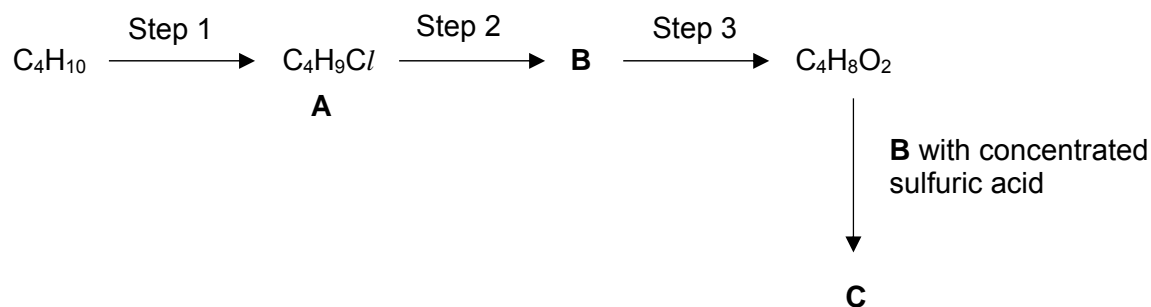 Step 1 Step 2 Step 3
C₄H₁₀ C₄H₉Cl B C₄H₈O₂
A
B with concentrated
sulfuric acid
C